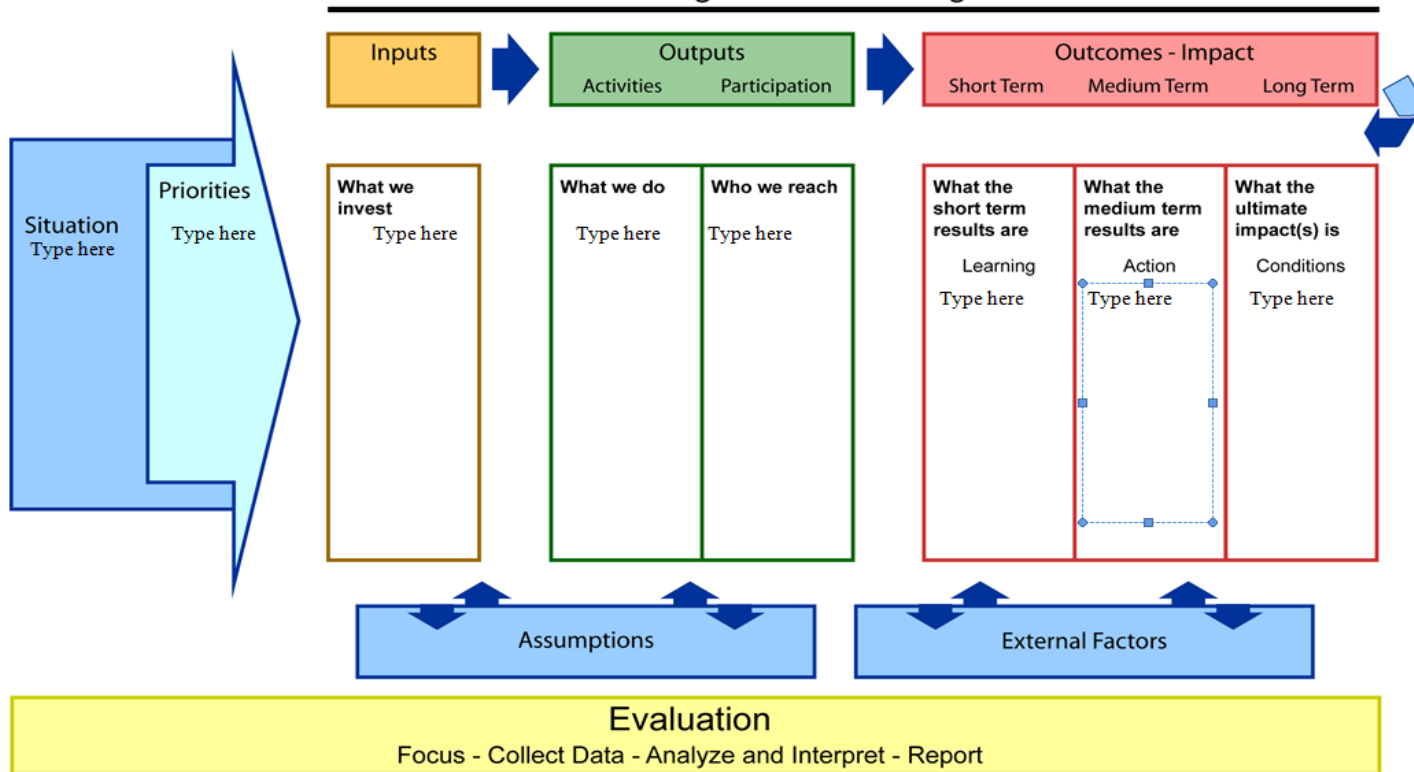 Inputs
Outputs
Activities Participation
Outcomes - Impact
Short Term Medium Term Long Term
Situation
Type here
Priorities
Type here
What we
invest
Type here
What we do
Type here
Who we reach
Type here
What the
short term
results are
Learning
Type here
What the
medium term
results are
Action
Type here
What the
ultimate
impact(s) is
Conditions
Type here
Assumptions
External Factors
Evaluation
Focus - Collect Data - Analyze and Interpret - Report